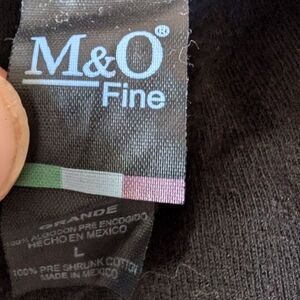 M&O®
Fine
GRANDE
100% ALGODON PRE ENCOGIDO
HECHO EN MEXICO
L
100% PRE SHRUNK COTTON
MADE IN MEXICO